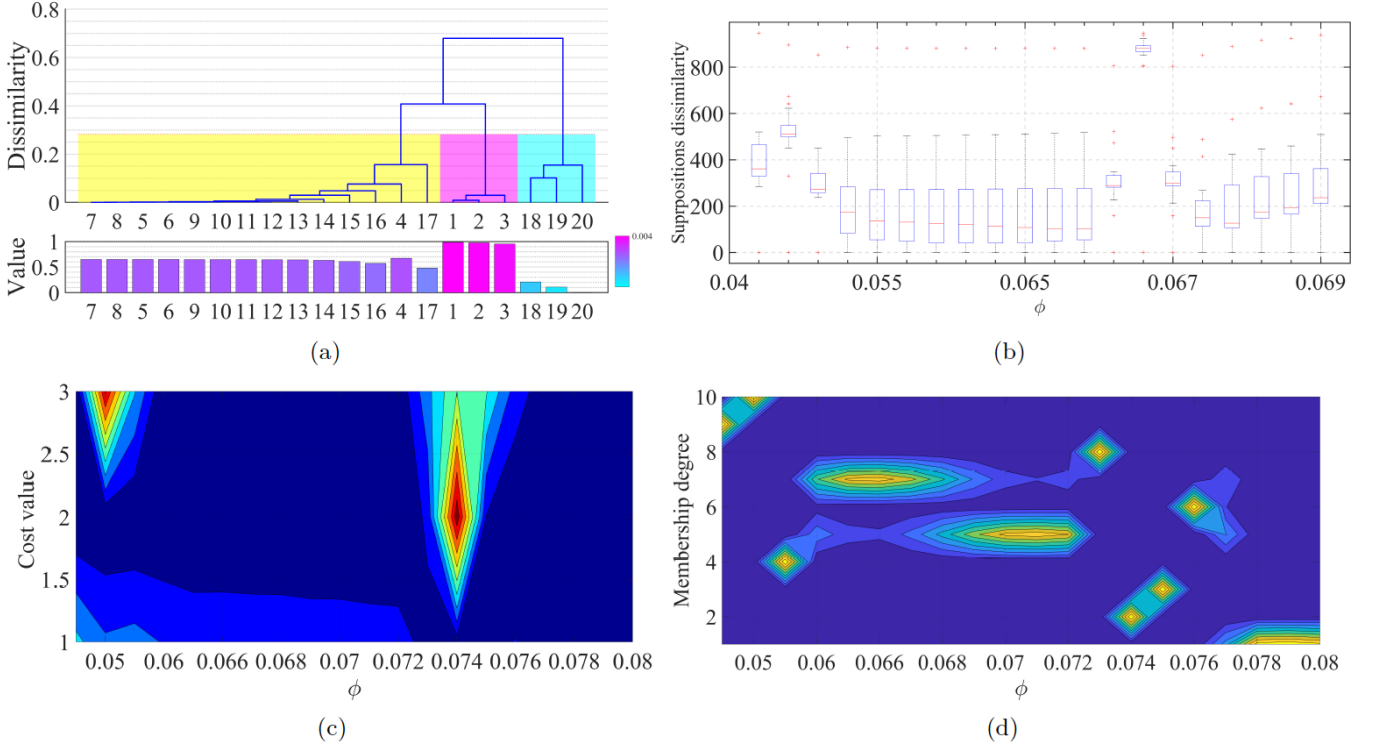 0.8
0.6
0.4
0.2
0
Dissimilarity
7 8 5 6 9 10 11 12 13 14 15 16 4 17 1 2 3 18 19 20
1
0.5
0
Value
0.004
7 8 5 6 9 10 11 12 13 14 15 16 4 17 1 2 3 18 19 20
(a)
800
600
400
200
0
Suprpositions dissimilarity
0.04 0.055 0.065 0.067 0.069
ϕ
(b)
3
2.5
2
1.5
1
Cost value
0.05 0.06 0.066 0.068 0.07 0.072 0.074 0.076 0.078 0.08
ϕ
(c)
10
8
6
4
2
Membership degree
0.05 0.06 0.066 0.068 0.07 0.072 0.074 0.076 0.078 0.08
ϕ
(d)